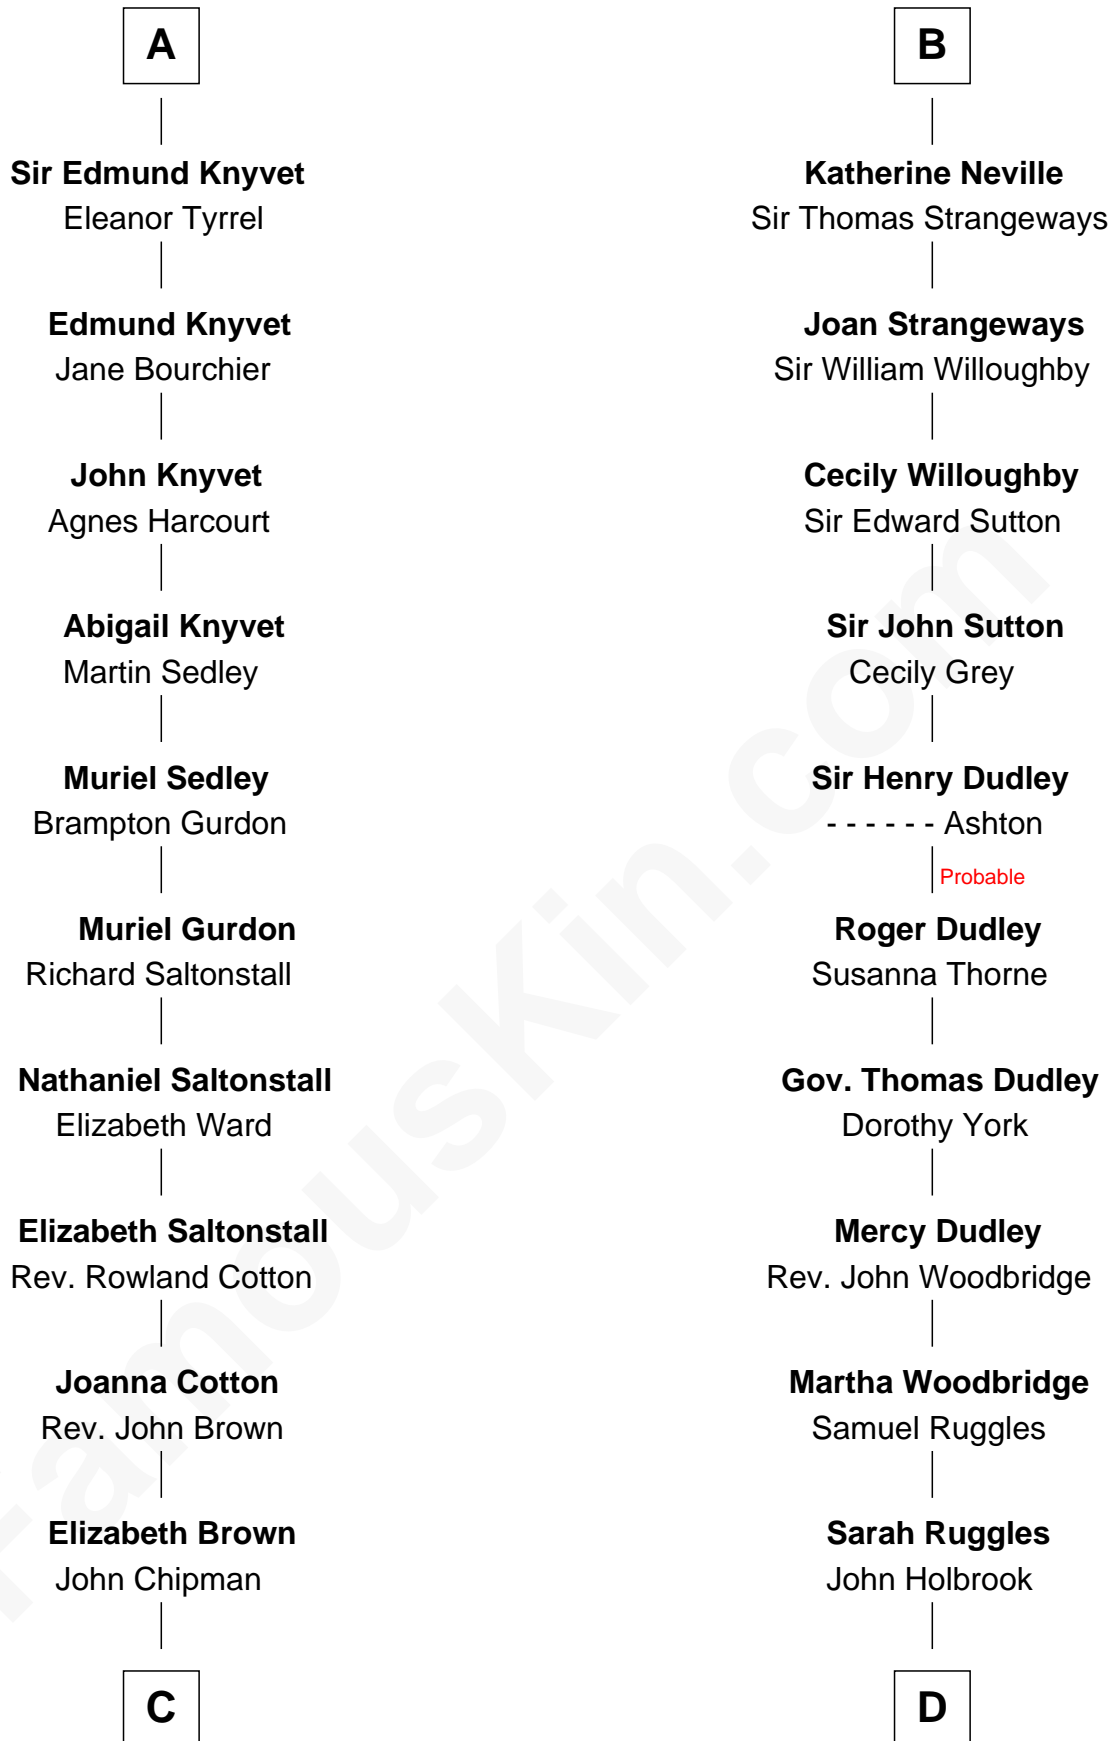 A
Sir Edmund Knyvet
Eleanor Tyrrel
Edmund Knyvet
Jane Bourchier
John Knyvet
Agnes Harcourt
Abigail Knyvet
Martin Sedley
Muriel Sedley
Brampton Gurdon
Muriel Gurdon
Richard Saltonstall
Nathaniel Saltonstall
Elizabeth Ward
Elizabeth Saltonstall
Rev. Rowland Cotton
Joanna Cotton
Rev. John Brown
Elizabeth Brown
John Chipman
C
B
Katherine Neville
Sir Thomas Strangeways
Joan Strangeways
Sir William Willoughby
Cecily Willoughby
Sir Edward Sutton
Sir John Sutton
Cecily Grey
Sir Henry Dudley
- - - - - - Ashton
Probable
Roger Dudley
Susanna Thorne
Gov. Thomas Dudley
Dorothy York
Mercy Dudley
Rev. John Woodbridge
Martha Woodbridge
Samuel Ruggles
Sarah Ruggles
John Holbrook
D
FamousKin.com